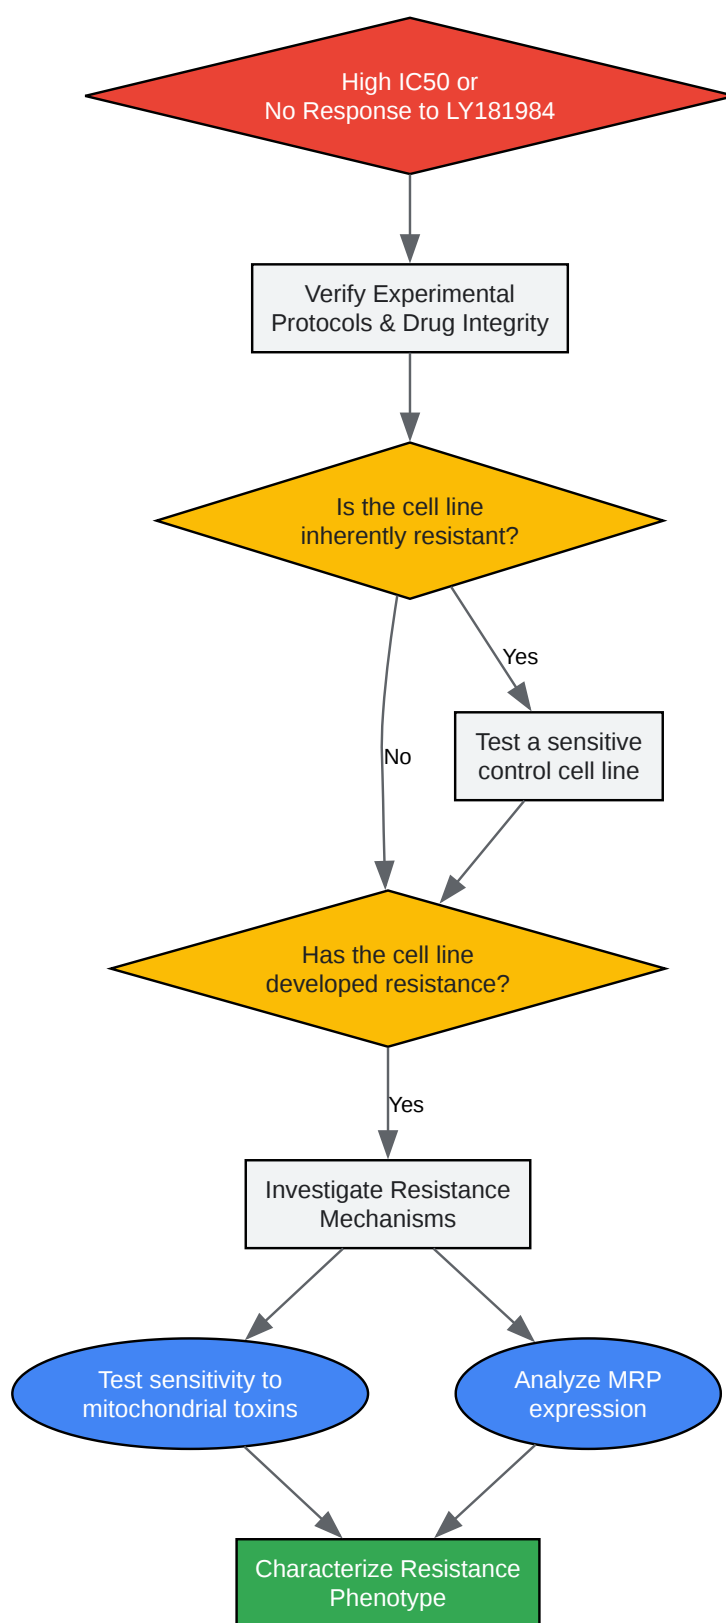 High IC50 or
No Response to LY181984
Verify Experimental
Protocols & Drug Integrity
Is the cell line
inherently resistant?
Yes
Test a sensitive
control cell line
No
Has the cell line
developed resistance?
Yes
Investigate Resistance
Mechanisms
Test sensitivity to
mitochondrial toxins
Analyze MRP
expression
Characterize Resistance
Phenotype